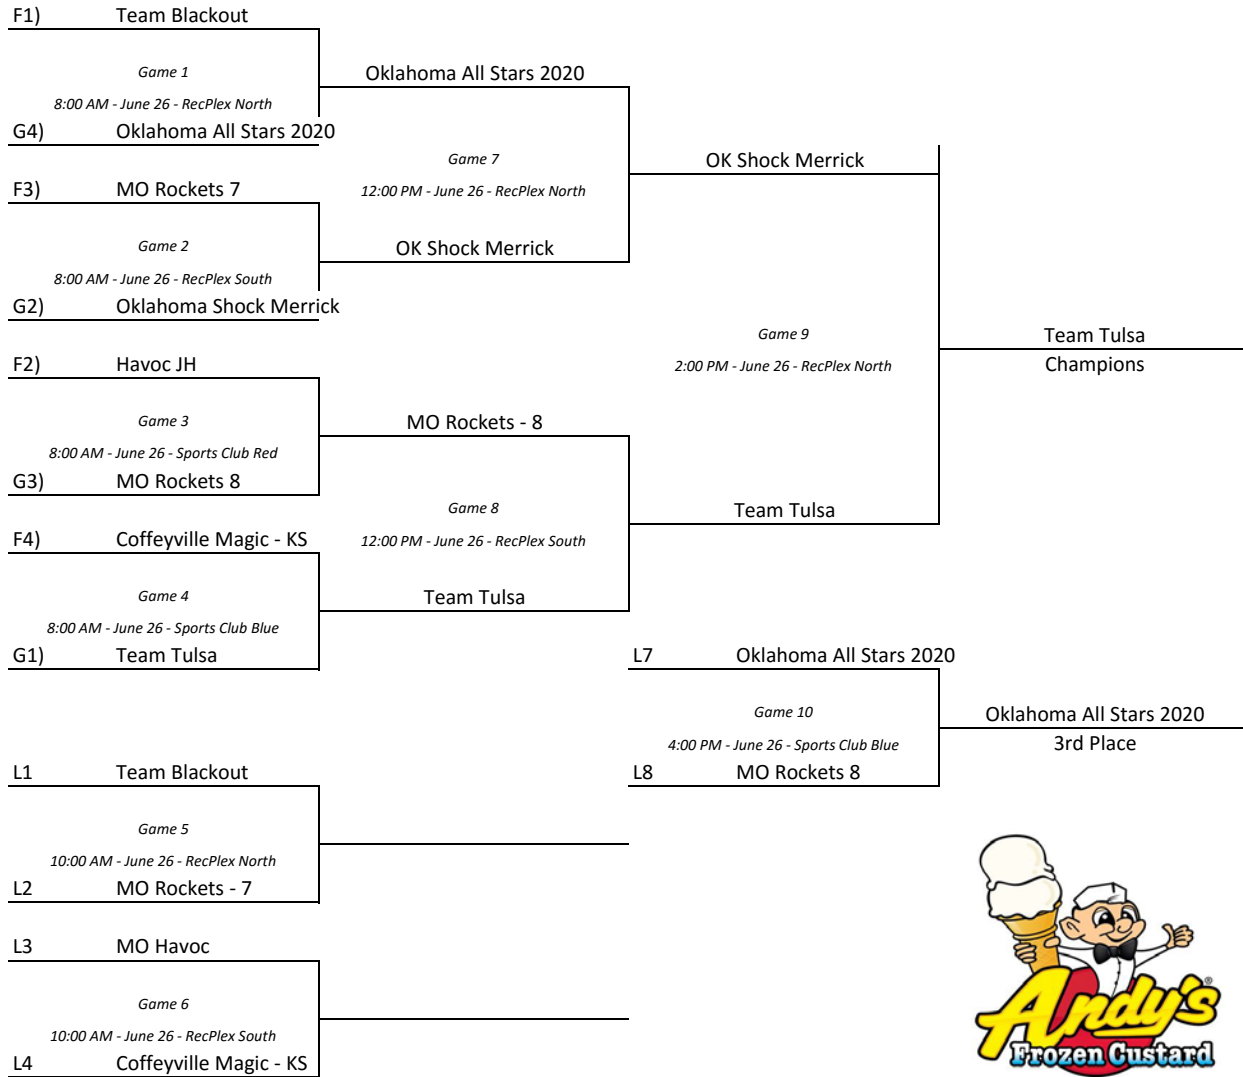 F1) Team Blackout
Game 1
8:00 AM - June 26 - RecPlex North
G4) Oklahoma All Stars 2020
Oklahoma All Stars 2020
F3) MO Rockets 7
Game 2
8:00 AM - June 26 - RecPlex South
G2) Oklahoma Shock Merrick
OK Shock Merrick
Game 7
12:00 PM - June 26 - RecPlex North
OK Shock Merrick
F2) Havoc JH
Game 3
8:00 AM - June 26 - Sports Club Red
G3) MO Rockets 8
MO Rockets - 8
F4) Coffeyville Magic - KS
Game 4
8:00 AM - June 26 - Sports Club Blue
G1) Team Tulsa
Team Tulsa
Game 8
12:00 PM - June 26 - RecPlex South
Team Tulsa
Game 9
2:00 PM - June 26 - RecPlex North
Team Tulsa
Champions
L7 Oklahoma All Stars 2020
Game 10
4:00 PM - June 26 - Sports Club Blue
L8 MO Rockets 8
Oklahoma All Stars 2020
3rd Place
L1 Team Blackout
Game 5
10:00 AM - June 26 - RecPlex North
L2 MO Rockets - 7
L3 MO Havoc
Game 6
10:00 AM - June 26 - RecPlex South
L4 Coffeyville Magic - KS
Andy's®
Frozen Custard